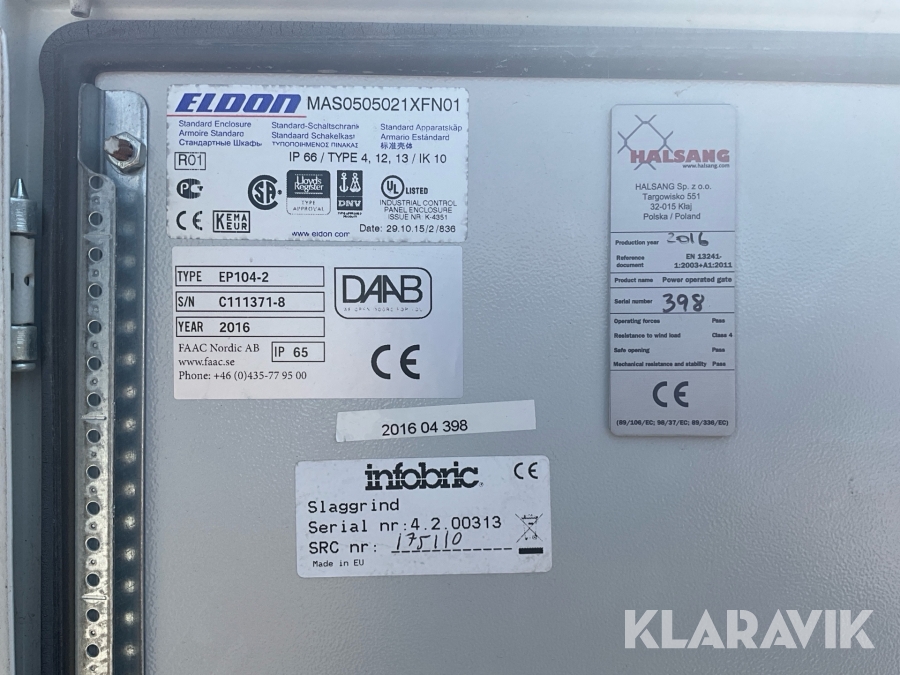 ELDON MAS0505021XFN01
Standard Enclosure Standard-Schaltschrank Standard Apparatskåp
Armoire Standard Standaard Schakelkast Armario Estándard
Стандартные Шкафы ΤΥΠΟΠΟΙΗΜΕΝΟΣ ΠΙΝΑΚΑΣ 标准壳体
R01 IP 66 / TYPE 4, 12, 13 / IK 10
Lloyds
Register
TYPE
APPROVAL
DNV
UL LISTED
INDUSTRIAL CONTROL
PANEL ENCLOSURE
ISSUE NR: K-4351
CE KEMA
KEUR
www.eldon.com Date: 29.10.15/2/836
TYPE EP104-2
S/N C111371-8
YEAR 2016
DAAB
FAAC Nordic AB IP 65
www.faac.se
Phone: +46 (0)435-77 95 00
CE
2016 04 398
infobric CE
Slaggrind
Serial nr:4.2.00313
SRC nr: 175110
Made in EU
HALSANG
www.halsang.com
HALSANG Sp. z o.o.
Targowisko 551
32-015 Kłaj
Polska / Poland
Production year 2016
Reference EN 13241-
document 1:2003+A1:2011
Product name Power operated gate
Serial number 398
Operating forces Pass
Resistance to wind load Class 4
Safe opening Pass
Mechanical resistance and stability Pass
CE
(89/106/EC; 98/37/EC; 89/336/EC)
KLARAVIK